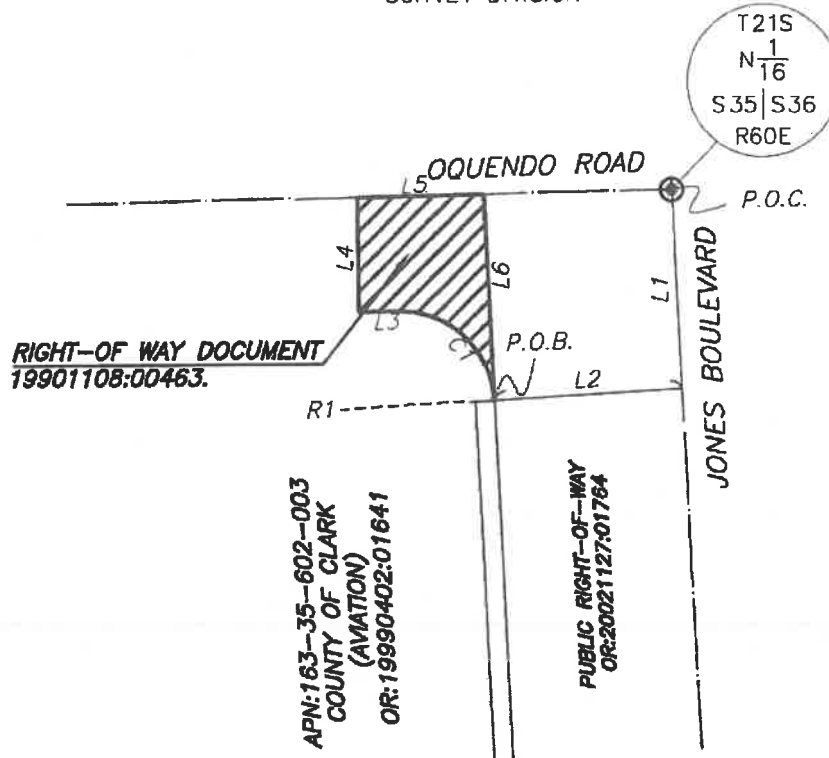 T21S
N 1/16
S35|S36
R60E
OQUENDO ROAD
P.O.C.
L5
L4
L6
L1
L3
JONES BOULEVARD
RIGHT-OF WAY DOCUMENT
19901108:00463.
P.O.B.
L2
R1
APN:163-35-602-003
COUNTY OF CLARK
(AVIATION)
OR:19990402:01641
PUBLIC RIGHT-OF-WAY
OR:20021127:01764